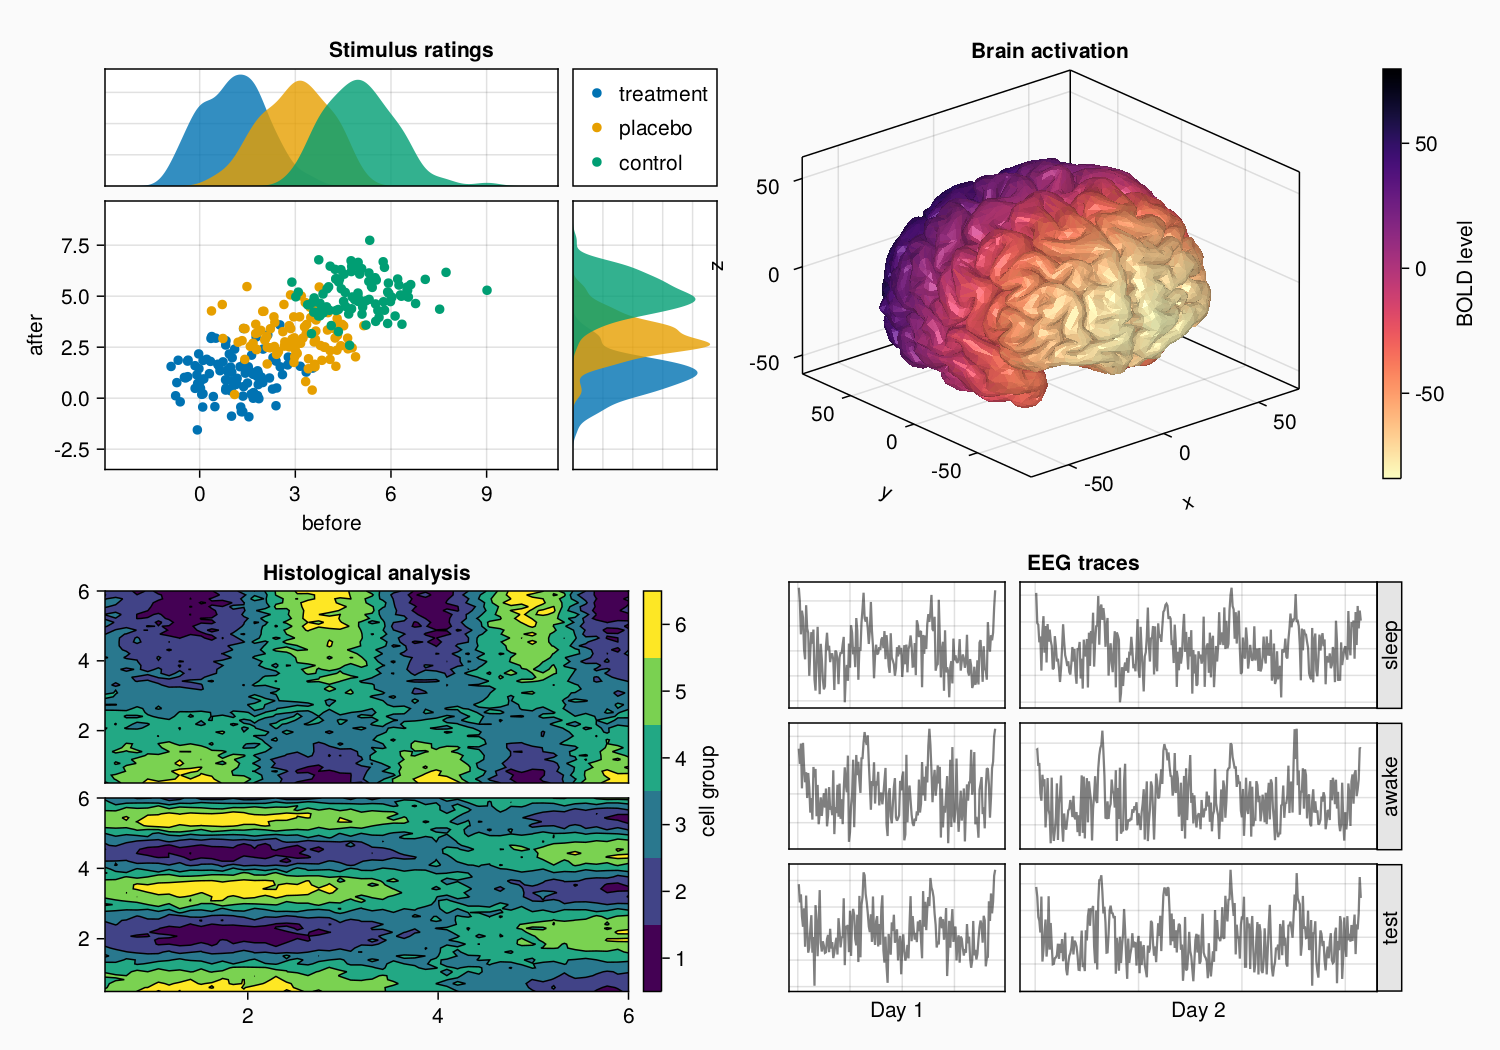 Stimulus ratings
treatment
placebo
control
7.5
5.0
2.5
0.0
-2.5
after
0
3
6
9
before
Brain activation
50
0
-50
z
50
0
-50
y
-50
0
50
x
50
0
-50
BOLD level
Histological analysis
6
4
2
6
4
2
2
4
6
6
5
4
3
2
1
cell group
EEG traces
sleep
awake
test
Day 1
Day 2